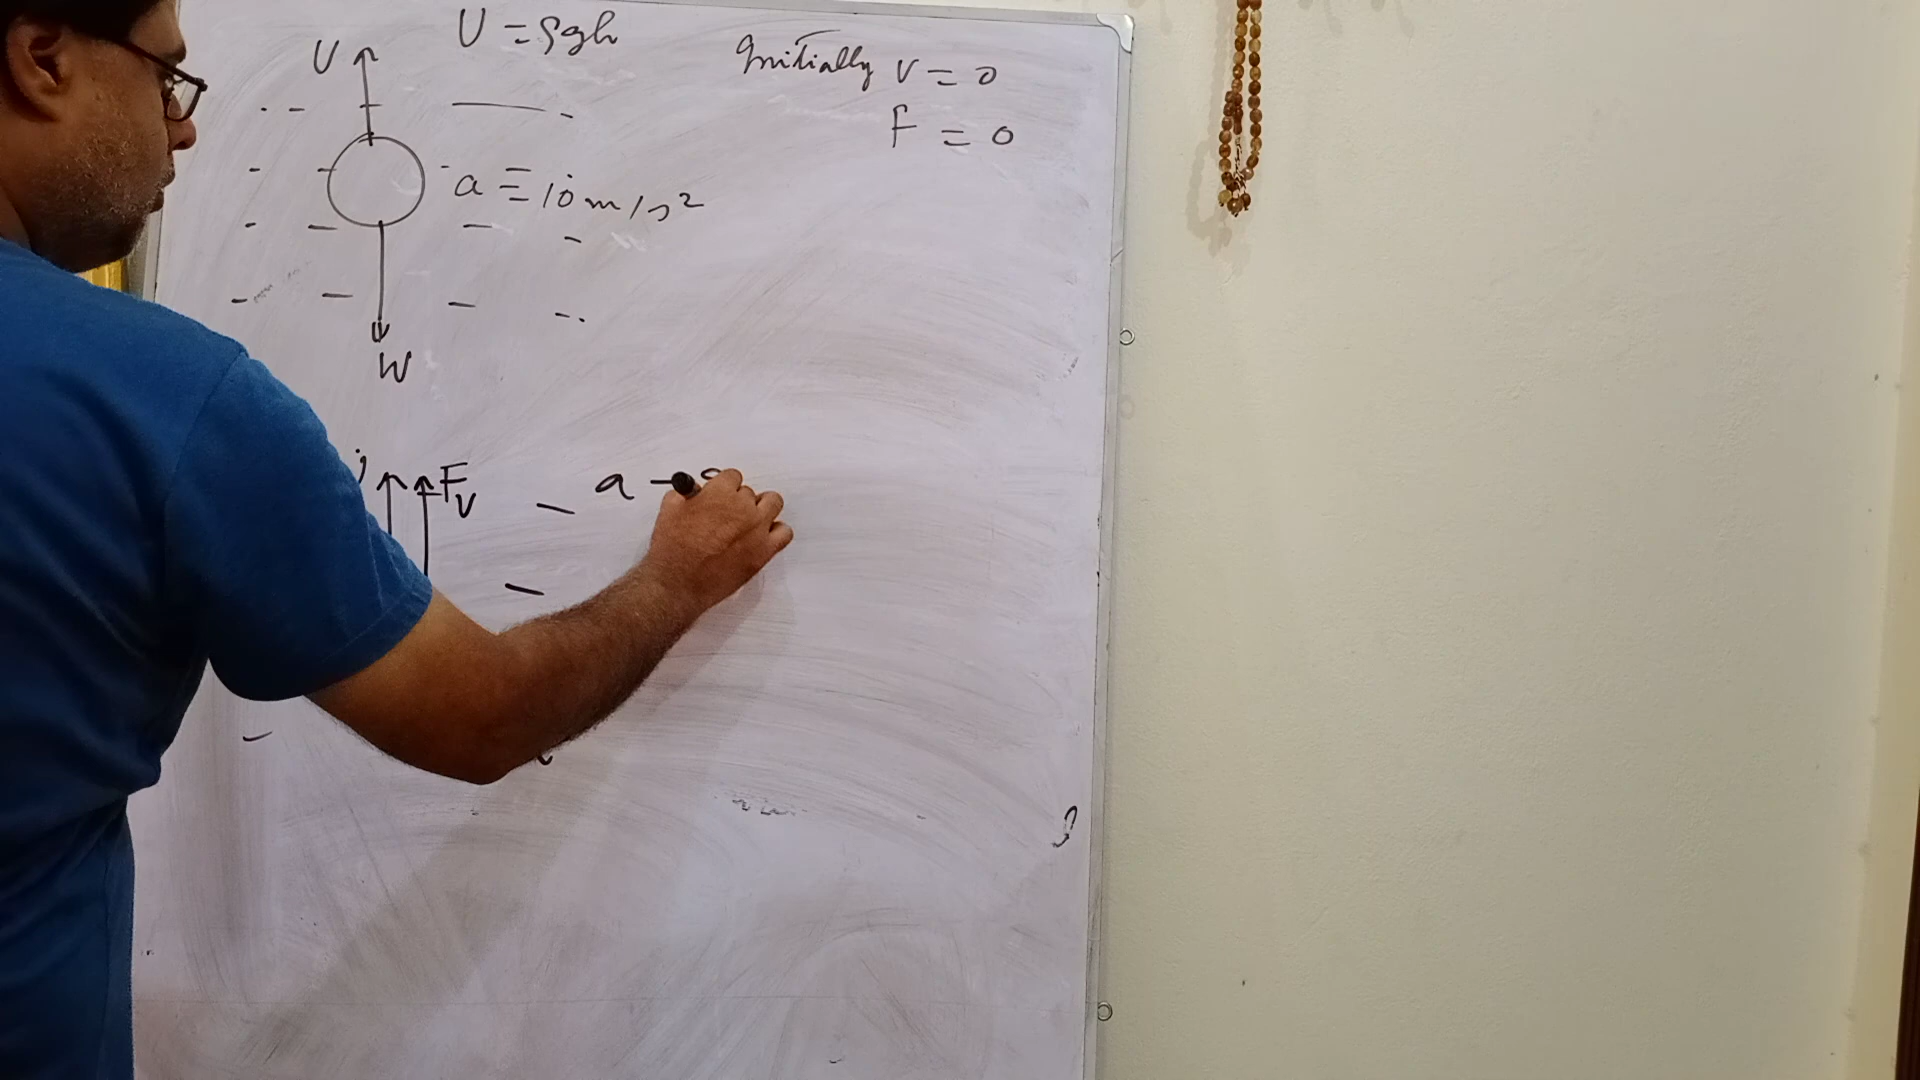 U = ρgh
Initially v = 0
F = 0
U
a = 10 m/s²
W
Fv
a